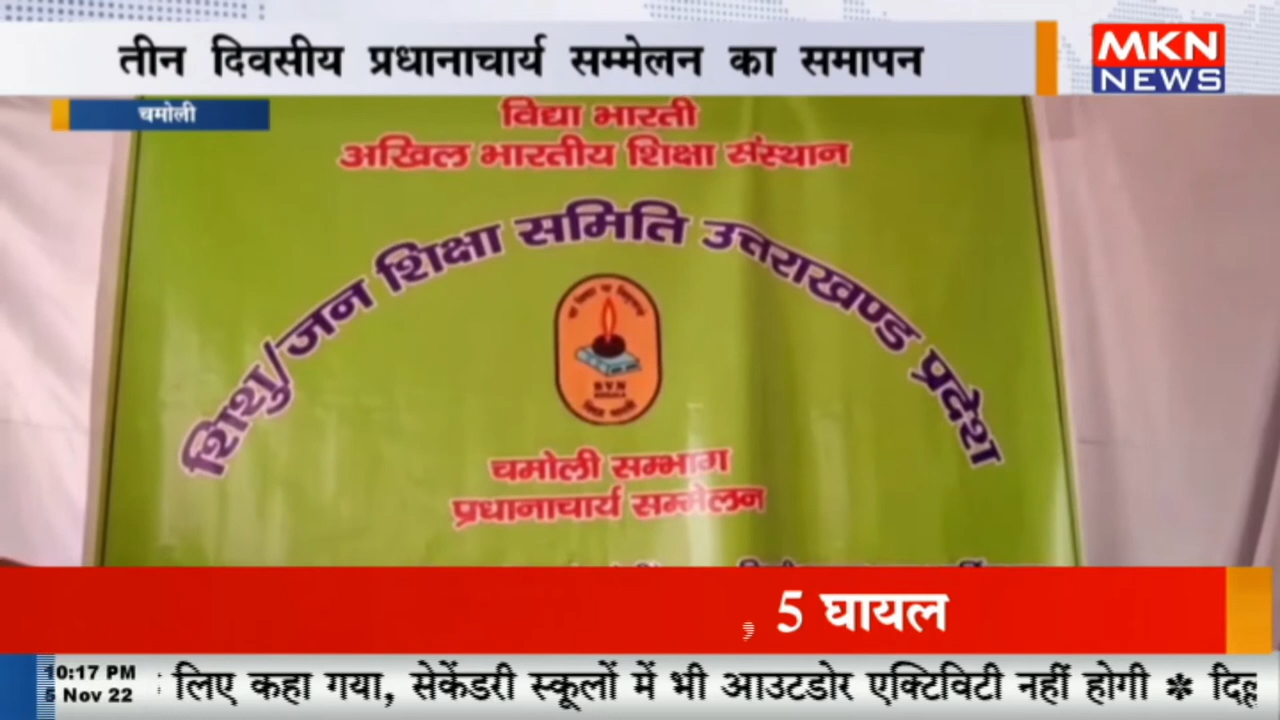 तीन दिवसीय प्रधानाचार्य सम्मेलन का समापन
MKN
NEWS
चमोली
विद्या भारती
अखिल भारतीय शिक्षा संस्थान
शिशु/जन शिक्षा समिति उत्तराखण्ड प्रदेश
चमोली सम्भाग
प्रधानाचार्य सम्मेलन
, 5 घायल
10:17 PM
Nov 22
लिए कहा गया, सेकेंडरी स्कूलों में भी आउटडोर एक्टिविटी नहीं होगी ❇